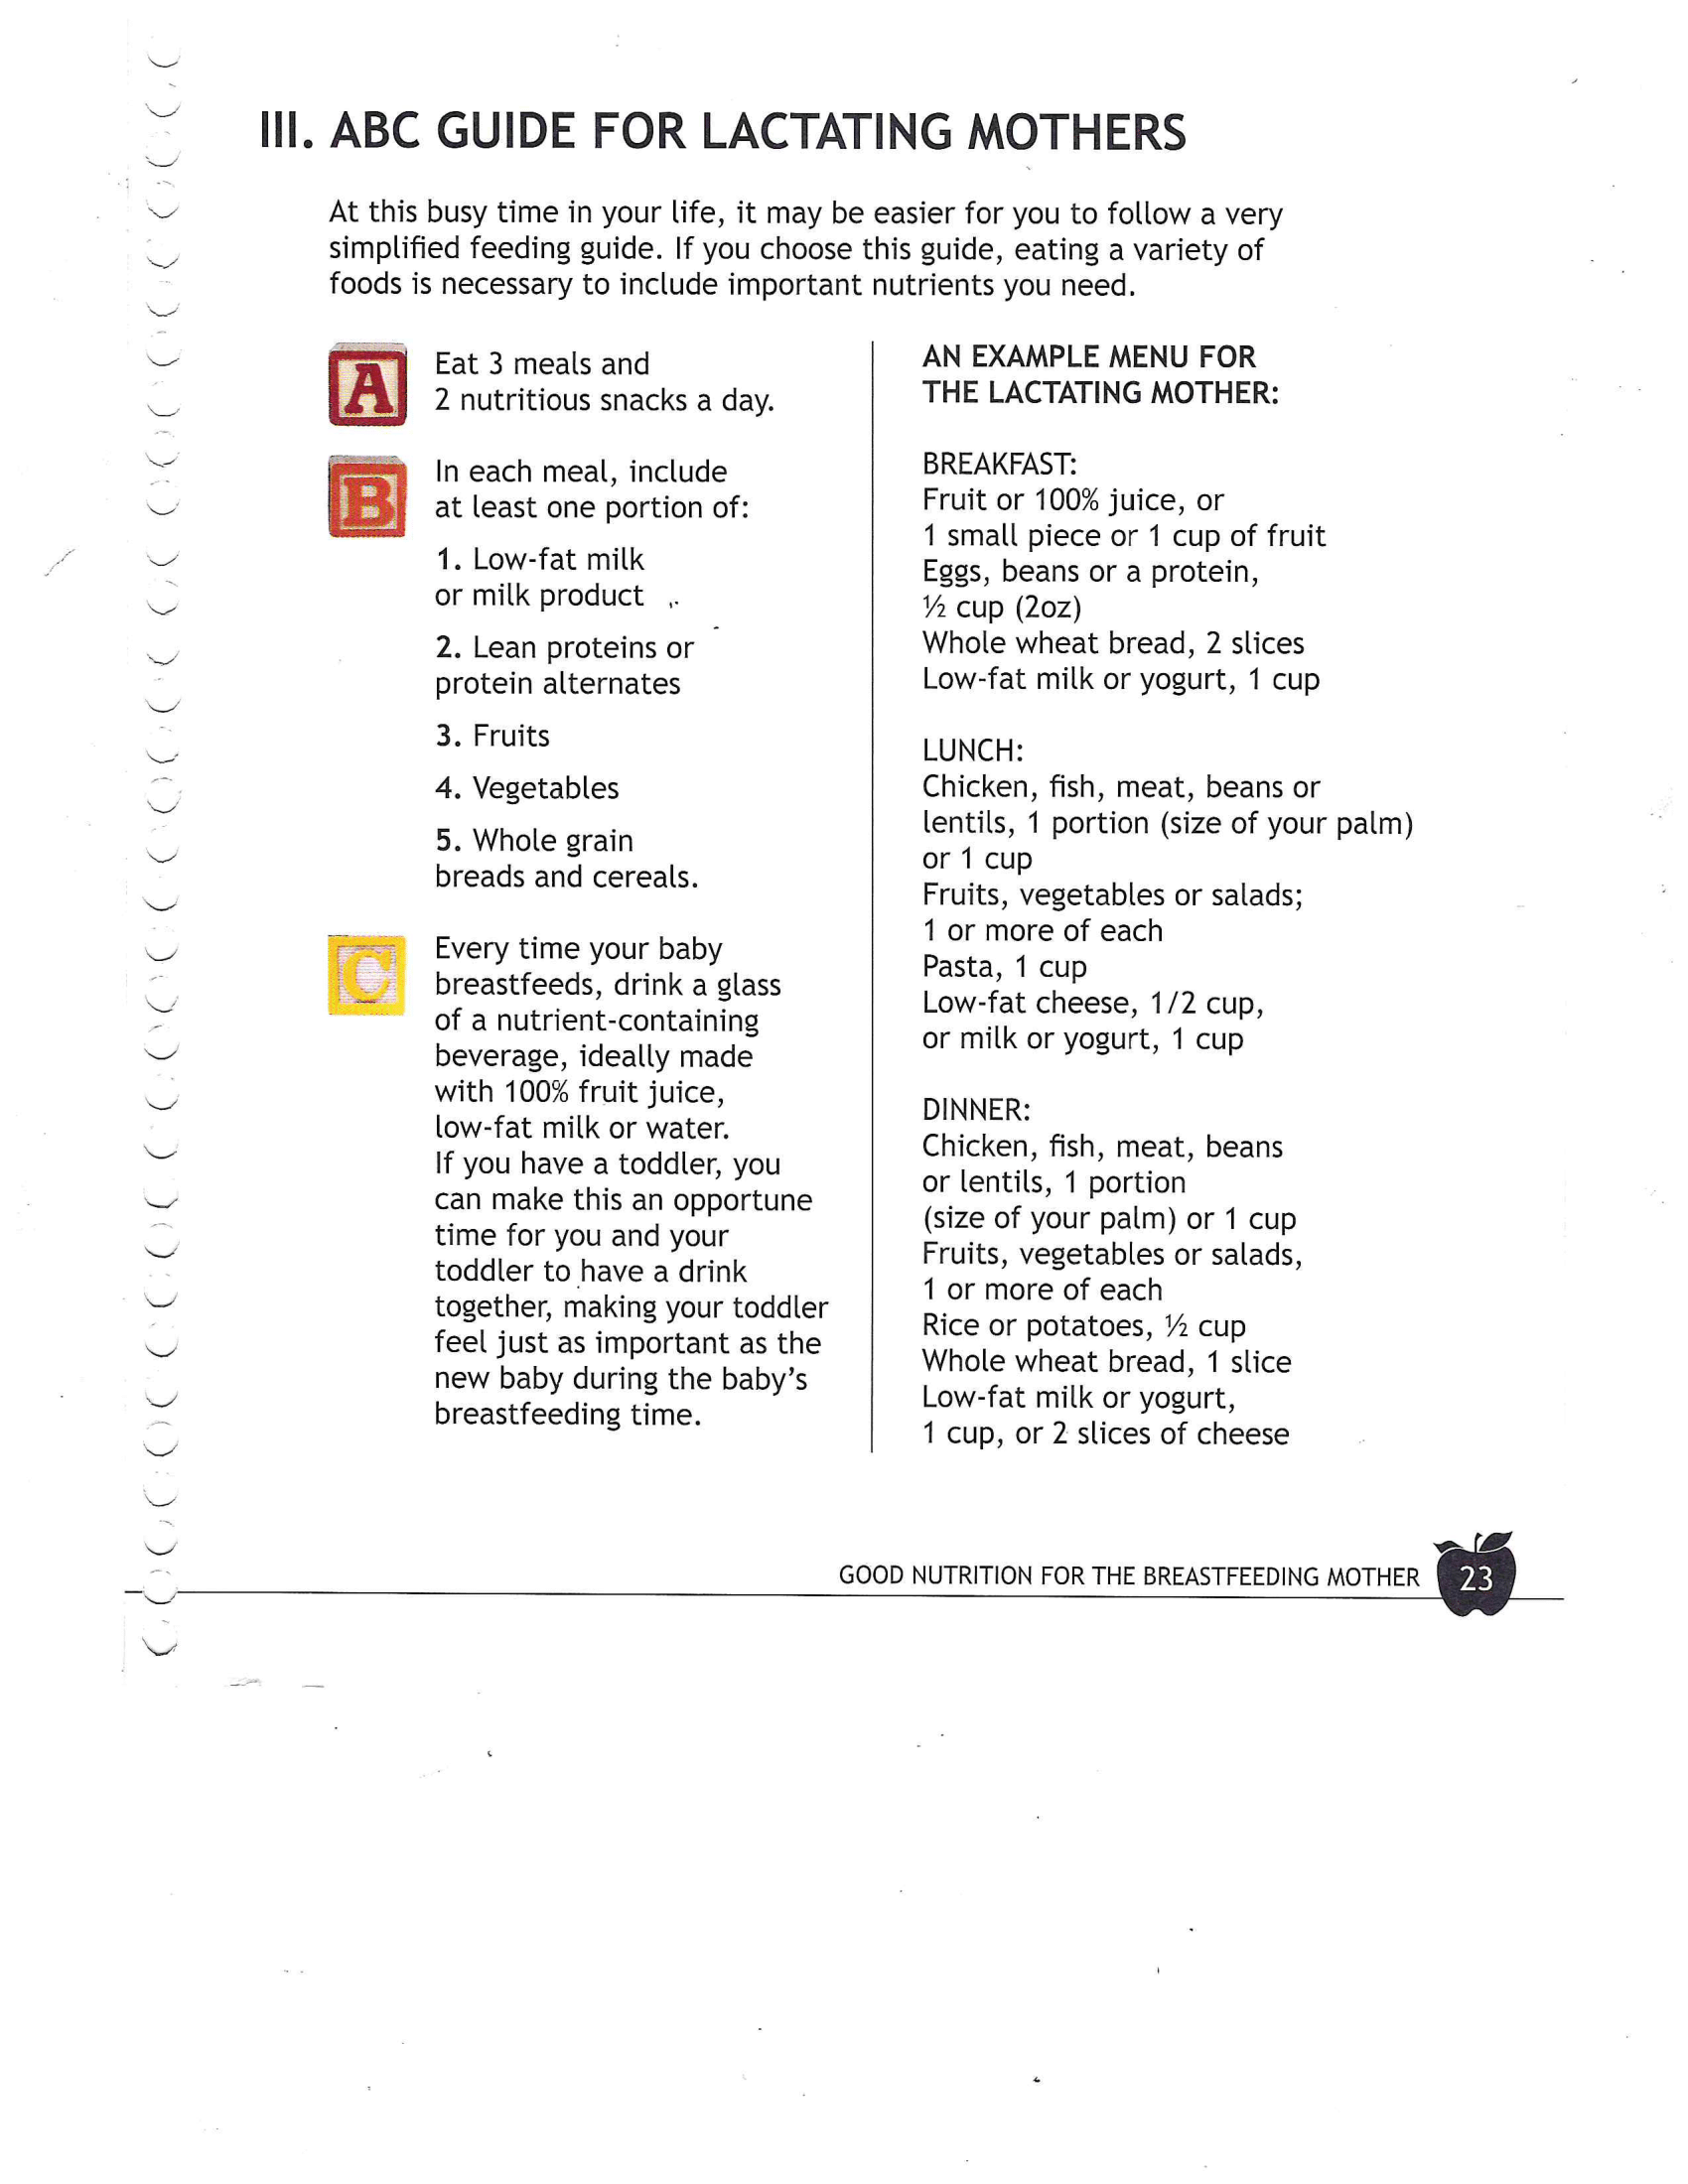 III. ABC GUIDE FOR LACTATING MOTHERS
At this busy time in your life, it may be easier for you to follow a very
simplified feeding guide. If you choose this guide, eating a variety of
foods is necessary to include important nutrients you need.
A
Eat 3 meals and
2 nutritious snacks a day.
B
In each meal, include
at least one portion of:
1. Low-fat milk
or milk product
2. Lean proteins or
protein alternates
3. Fruits
4. Vegetables
5. Whole grain
breads and cereals.
C
Every time your baby
breastfeeds, drink a glass
of a nutrient-containing
beverage, ideally made
with 100% fruit juice,
low-fat milk or water.
If you have a toddler, you
can make this an opportune
time for you and your
toddler to have a drink
together, making your toddler
feel just as important as the
new baby during the baby's
breastfeeding time.
AN EXAMPLE MENU FOR
THE LACTATING MOTHER:
BREAKFAST:
Fruit or 100% juice, or
1 small piece or 1 cup of fruit
Eggs, beans or a protein,
½ cup (2oz)
Whole wheat bread, 2 slices
Low-fat milk or yogurt, 1 cup
LUNCH:
Chicken, fish, meat, beans or
lentils, 1 portion (size of your palm)
or 1 cup
Fruits, vegetables or salads;
1 or more of each
Pasta, 1 cup
Low-fat cheese, 1/2 cup,
or milk or yogurt, 1 cup
DINNER:
Chicken, fish, meat, beans
or lentils, 1 portion
(size of your palm) or 1 cup
Fruits, vegetables or salads,
1 or more of each
Rice or potatoes, ½ cup
Whole wheat bread, 1 slice
Low-fat milk or yogurt,
1 cup, or 2 slices of cheese
GOOD NUTRITION FOR THE BREASTFEEDING MOTHER 23